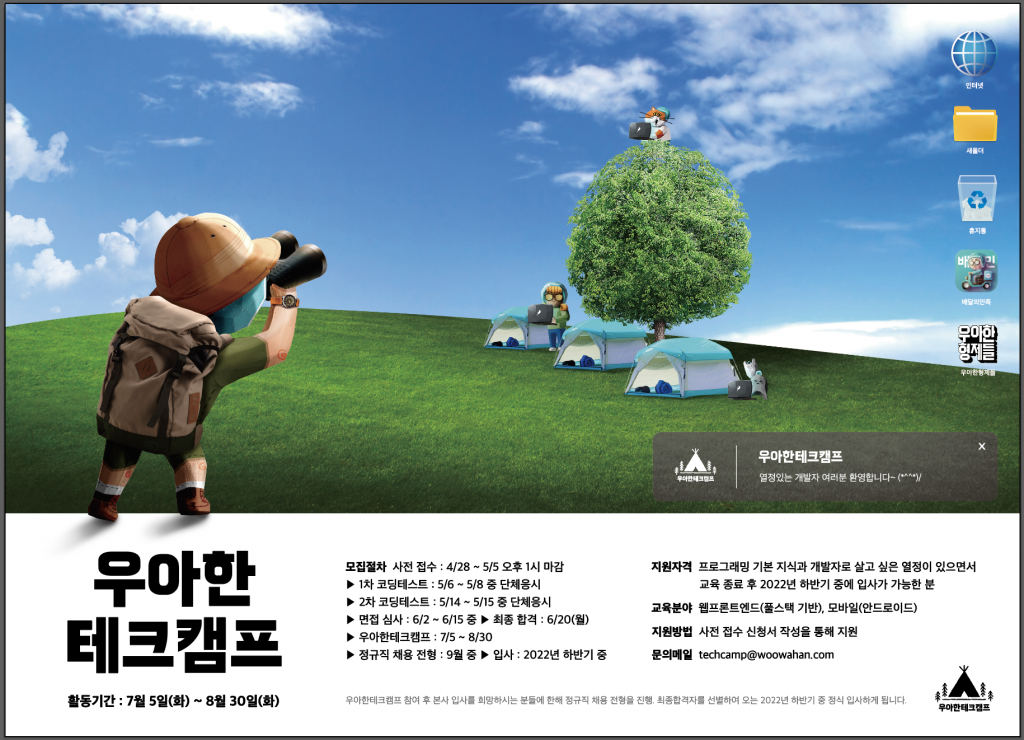 인터넷
새폴더
휴지통
배달의민족
우아한
형제들
우아한형제들
우아한테크캠프
우아한테크캠프
열정있는 개발자 여러분 환영합니다~ (*^^*)/
우아한
테크캠프
활동기간 : 7월 5일(화) ~ 8월 30일(화)
모집절차 사전 접수 : 4/28 ~ 5/5 오후 1시 마감
▶ 1차 코딩테스트 : 5/6 ~ 5/8 중 단체응시
▶ 2차 코딩테스트 : 5/14 ~ 5/15 중 단체응시
▶ 면접 심사 : 6/2 ~ 6/15 중 ▶ 최종 합격 : 6/20(월)
▶ 우아한테크캠프 : 7/5 ~ 8/30
▶ 정규직 채용 전형 : 9월 중 ▶ 입사 : 2022년 하반기 중
지원자격 프로그래밍 기본 지식과 개발자로 살고 싶은 열정이 있으면서
교육 종료 후 2022년 하반기 중에 입사가 가능한 분
교육분야 웹프론트엔드(풀스택 기반), 모바일(안드로이드)
지원방법 사전 접수 신청서 작성을 통해 지원
문의메일 techcamp@woowahan.com
우아한테크캠프 참여 후 본사 입사를 희망하시는 분들에 한해 정규직 채용 전형을 진행. 최종합격자를 선별하여 오는 2022년 하반기 중 정식 입사하게 됩니다.
우아한테크캠프